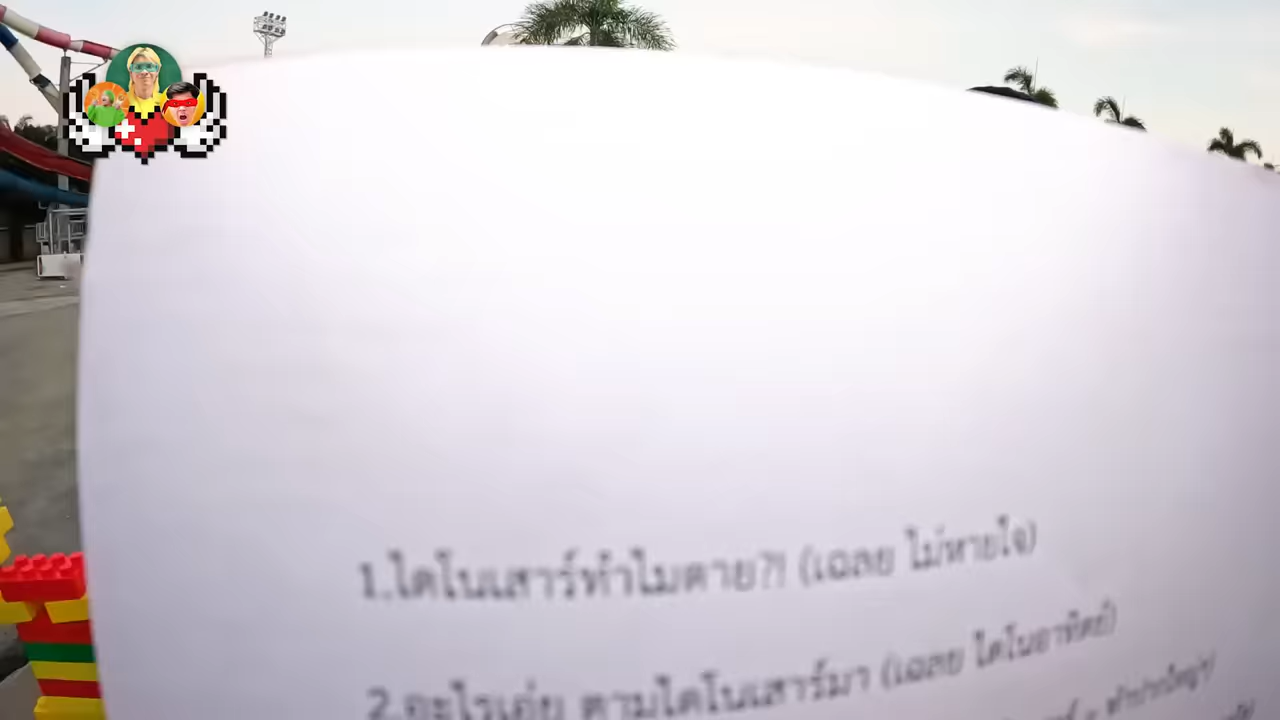 1.ไดโนเสาร์ทำไมตาย?! (เฉลย ไม่หายใจ)
2.อะไรเอ่ย ตามไดโนเสาร์มา (เฉลย ไดโนอาทิตย์)